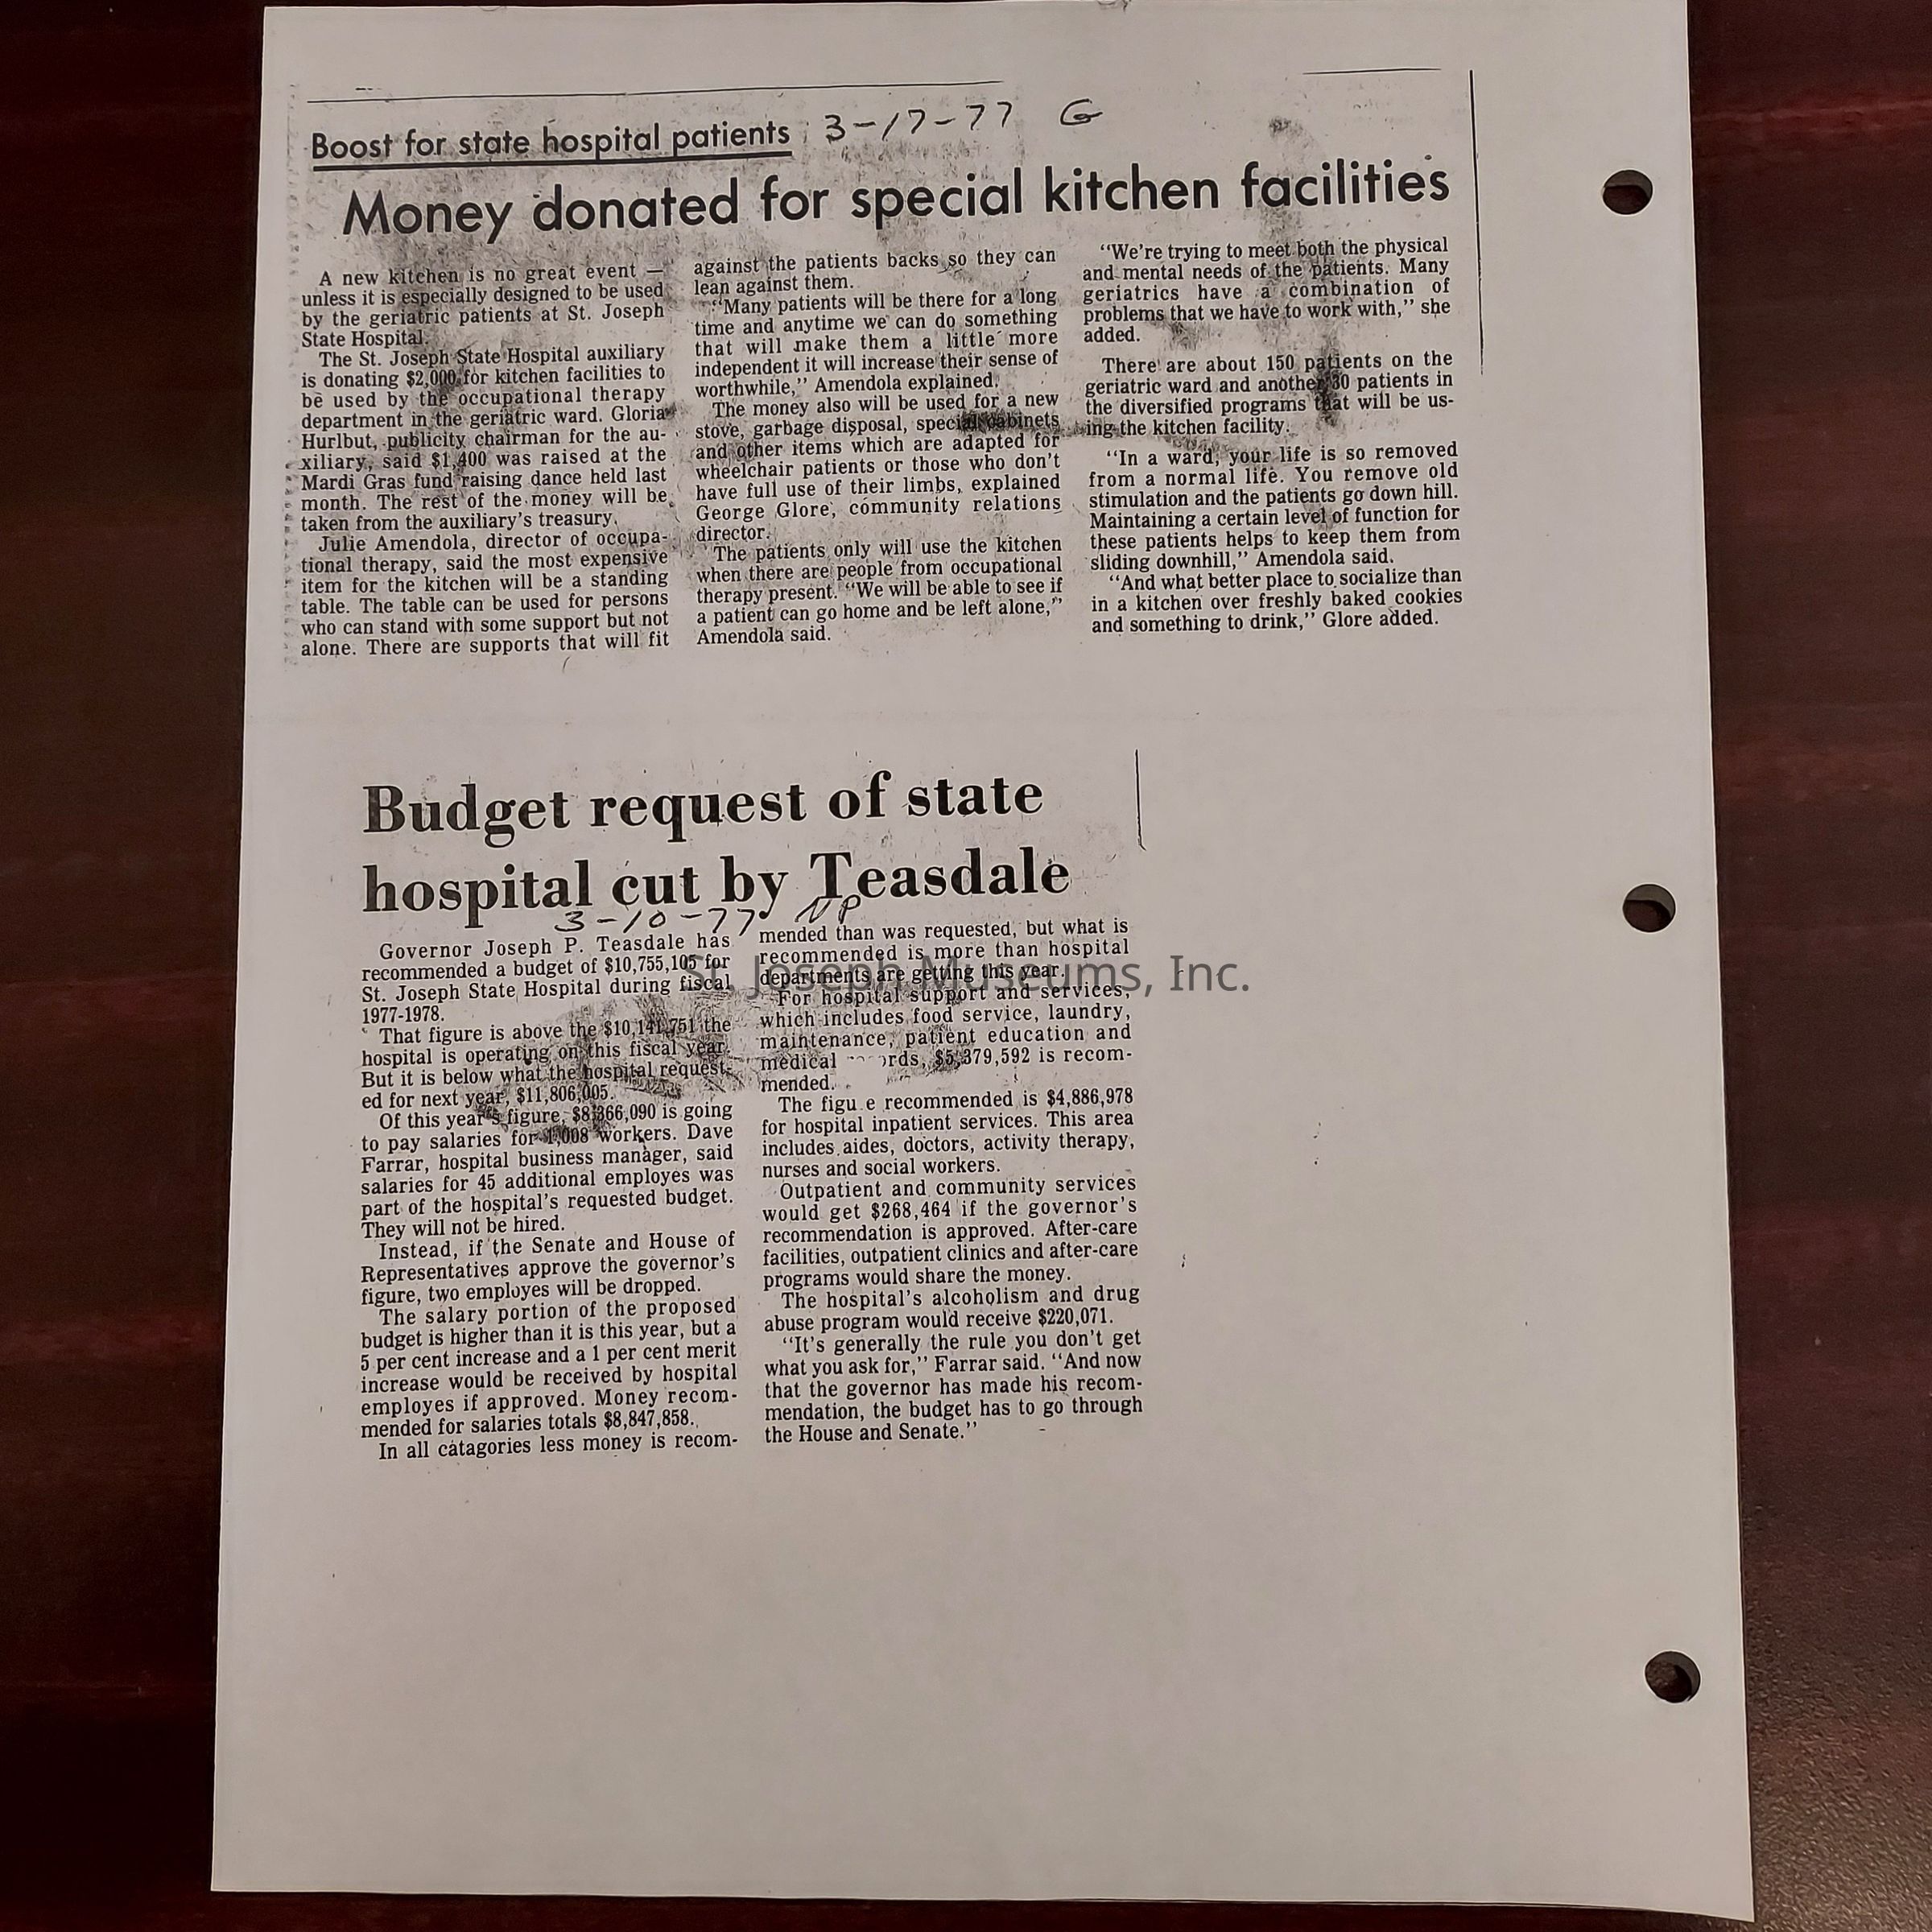 Boost for state hospital patients 3-17-77 G
Money donated for special kitchen facilities
A new kitchen is no great event —
unless it is especially designed to be used
by the geriatric patients at St. Joseph
State Hospital.
The St. Joseph State Hospital auxiliary
is donating $2,000 for kitchen facilities to
be used by the occupational therapy
department in the geriatric ward. Gloria
Hurlbut, publicity chairman for the au-
xiliary, said $1,400 was raised at the
Mardi Gras fund raising dance held last
month. The rest of the money will be
taken from the auxiliary's treasury.
Julie Amendola, director of occupa-
tional therapy, said the most expensive
item for the kitchen will be a standing
table. The table can be used for persons
who can stand with some support but not
alone. There are supports that will fit
against the patients backs so they can
lean against them.
"Many patients will be there for a long
time and anytime we can do something
that will make them a little more
independent it will increase their sense of
worthwhile," Amendola explained.
The money also will be used for a new
stove, garbage disposal, special cabinets
and other items which are adapted for
wheelchair patients or those who don't
have full use of their limbs, explained
George Glore, community relations
director.
The patients only will use the kitchen
when there are people from occupational
therapy present. "We will be able to see if
a patient can go home and be left alone,"
Amendola said.
"We're trying to meet both the physical
and mental needs of the patients. Many
geriatrics have a combination of
problems that we have to work with," she
added.
There are about 150 patients on the
geriatric ward and another 30 patients in
the diversified programs that will be us-
ing the kitchen facility.
"In a ward, your life is so removed
from a normal life. You remove old
stimulation and the patients go down hill.
Maintaining a certain level of function for
these patients helps to keep them from
sliding downhill," Amendola said.
"And what better place to socialize than
in a kitchen over freshly baked cookies
and something to drink," Glore added.
Budget request of state
hospital cut by Teasdale
3-10-77 NP
Governor Joseph P. Teasdale has
recommended a budget of $10,755,105 for
St. Joseph State Hospital during fiscal
1977-1978.
That figure is above the $10,141,751 the
hospital is operating on this fiscal year.
But it is below what the hospital request-
ed for next year, $11,806,005.
Of this year's figure, $8,366,090 is going
to pay salaries for 1,008 workers. Dave
Farrar, hospital business manager, said
salaries for 45 additional employes was
part of the hospital's requested budget.
They will not be hired.
Instead, if the Senate and House of
Representatives approve the governor's
figure, two employes will be dropped.
The salary portion of the proposed
budget is higher than it is this year, but a
5 per cent increase and a 1 per cent merit
increase would be received by hospital
employes if approved. Money recom-
mended for salaries totals $8,847,858.
In all catagories less money is recom-
mended than was requested, but what is
recommended is more than hospital
departments are getting this year.
For hospital support and services,
which includes food service, laundry,
maintenance, patient education and
medical rds, $5,379,592 is recom-
mended.
The figu e recommended is $4,886,978
for hospital inpatient services. This area
includes aides, doctors, activity therapy,
nurses and social workers.
Outpatient and community services
would get $268,464 if the governor's
recommendation is approved. After-care
facilities, outpatient clinics and after-care
programs would share the money.
The hospital's alcoholism and drug
abuse program would receive $220,071.
"It's generally the rule you don't get
what you ask for," Farrar said. "And now
that the governor has made his recom-
mendation, the budget has to go through
the House and Senate."
St. Joseph Museums, Inc.